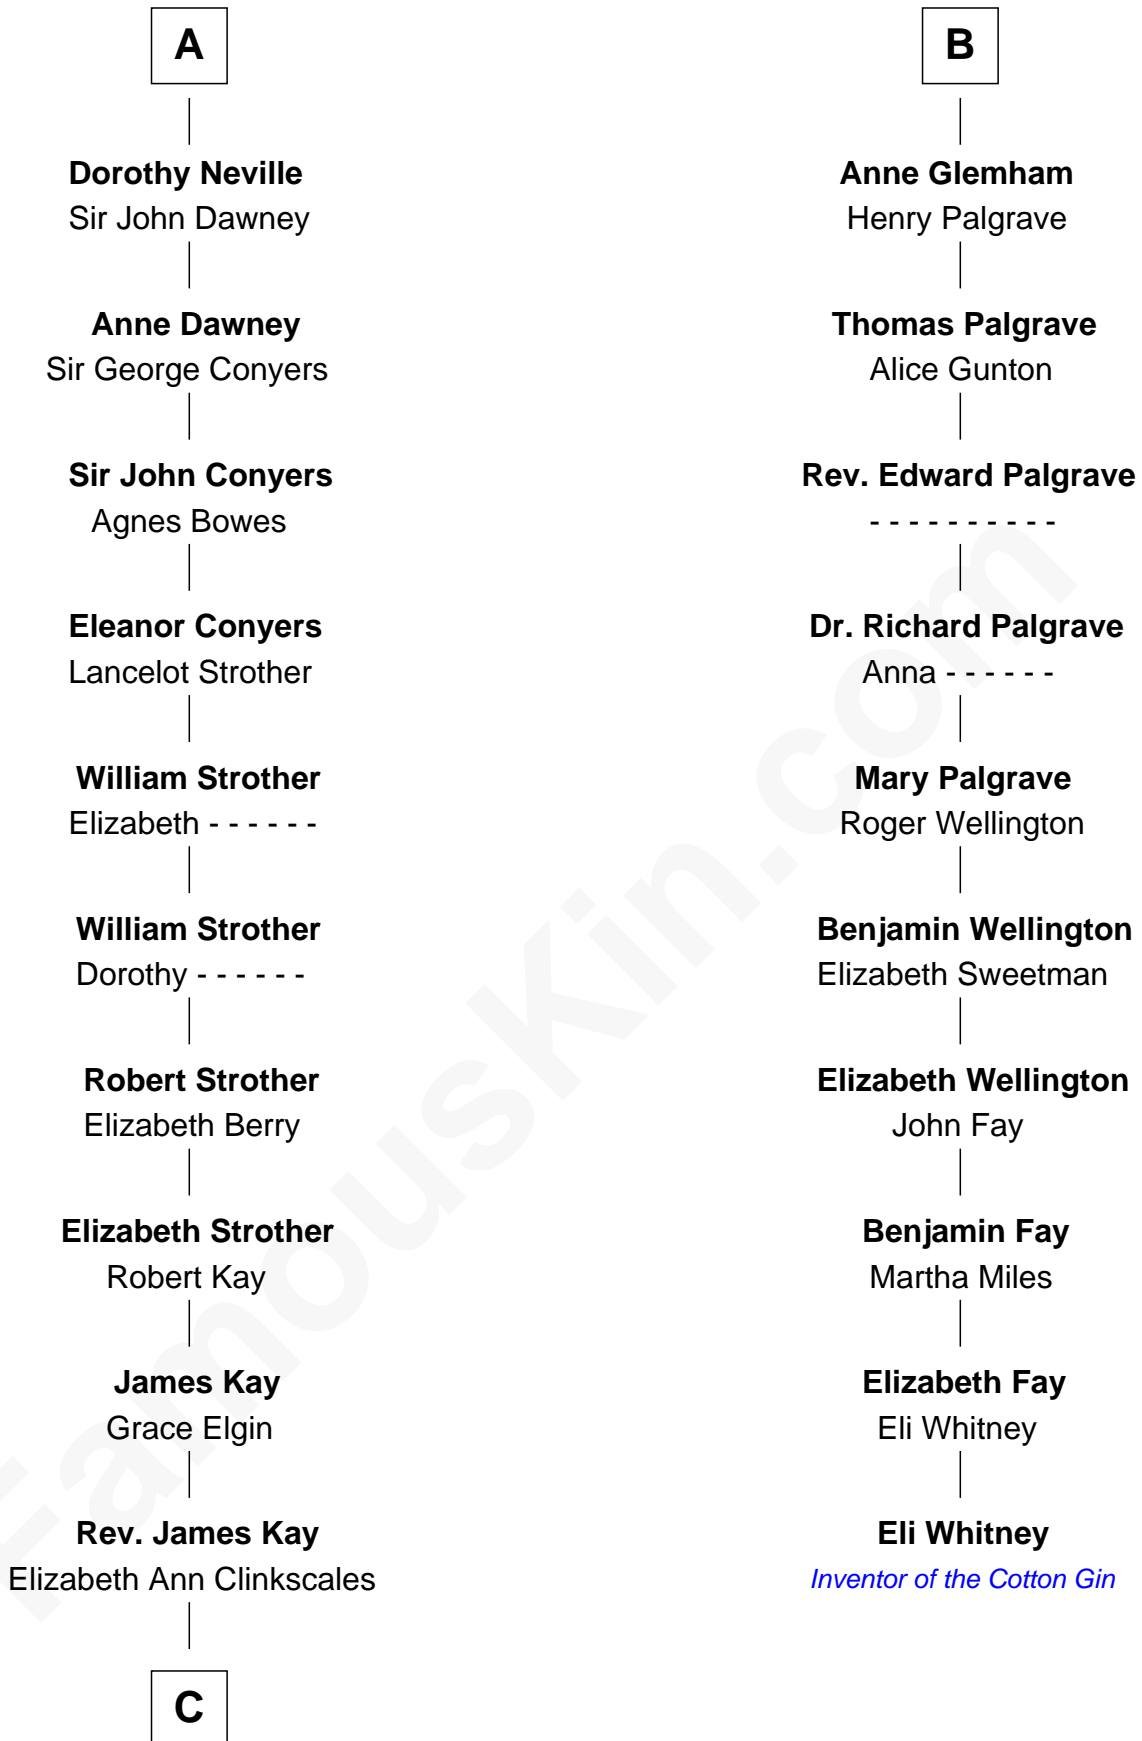 A
Dorothy Neville
Sir John Dawney
Anne Dawney
Sir George Conyers
Sir John Conyers
Agnes Bowes
Eleanor Conyers
Lancelot Strother
William Strother
Elizabeth - - - - - -
William Strother
Dorothy - - - - - -
Robert Strother
Elizabeth Berry
Elizabeth Strother
Robert Kay
James Kay
Grace Elgin
Rev. James Kay
Elizabeth Ann Clinkscales
C
B
Anne Glemham
Henry Palgrave
Thomas Palgrave
Alice Gunton
Rev. Edward Palgrave
- - - - - - - - - -
Dr. Richard Palgrave
Anna - - - - - -
Mary Palgrave
Roger Wellington
Benjamin Wellington
Elizabeth Sweetman
Elizabeth Wellington
John Fay
Benjamin Fay
Martha Miles
Elizabeth Fay
Eli Whitney
Eli Whitney
Inventor of the Cotton Gin
FamousKin.com